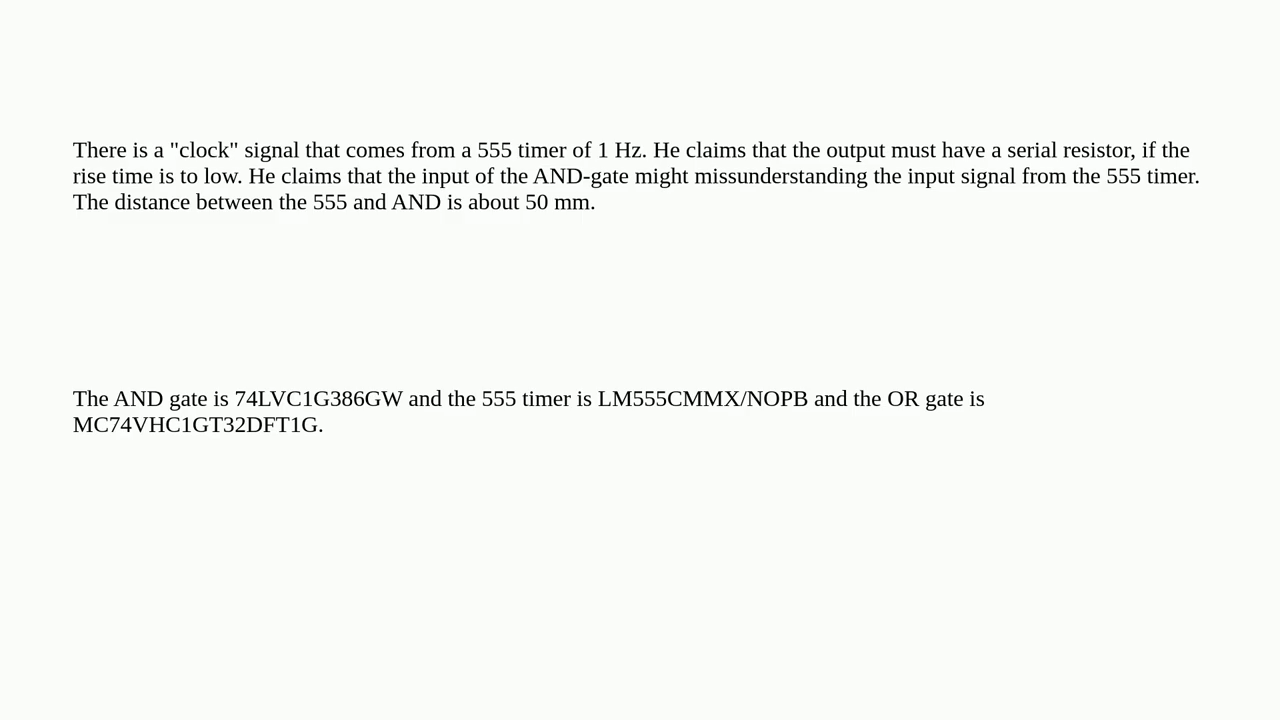 There is a "clock" signal that comes from a 555 timer of 1 Hz. He claims that the output must have a serial resistor, if the
rise time is to low. He claims that the input of the AND-gate might missunderstanding the input signal from the 555 timer.
The distance between the 555 and AND is about 50 mm.
The AND gate is 74LVC1G386GW and the 555 timer is LM555CMMX/NOPB and the OR gate is
MC74VHC1GT32DFT1G.